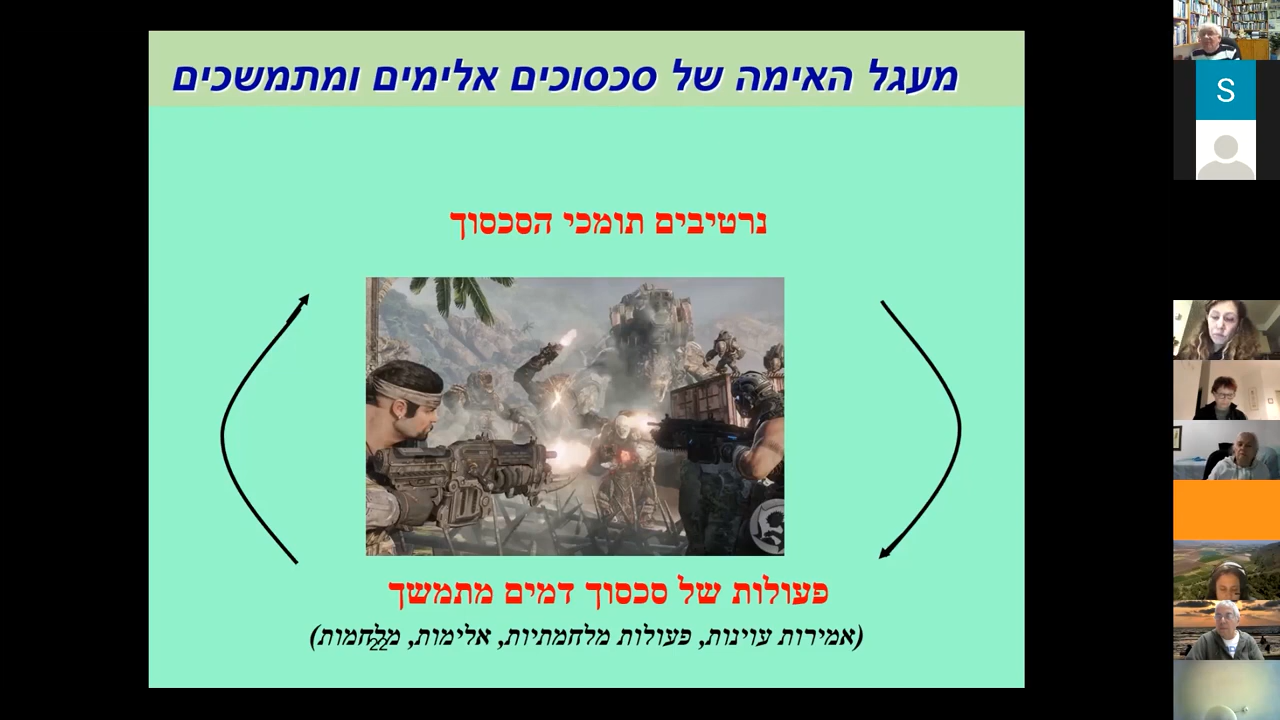 מעגל האימה של סכסוכים אלימים ומתמשכים
נרטיבים תומכי הסכסוך
פעולות של סכסוך דמים מתמשך
(אמירות עוינות, פעולות מלחמתיות, אלימות, מלחמות)
22
S